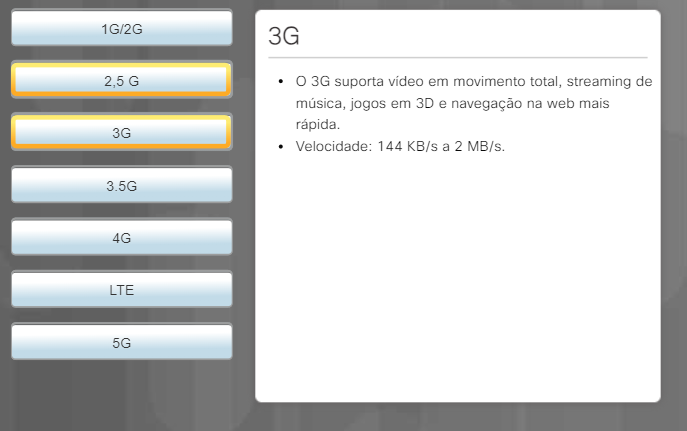 1G/2G
2,5 G
3G
3.5G
4G
LTE
5G
3G
• O 3G suporta vídeo em movimento total, streaming de
música, jogos em 3D e navegação na web mais
rápida.
• Velocidade: 144 KB/s a 2 MB/s.